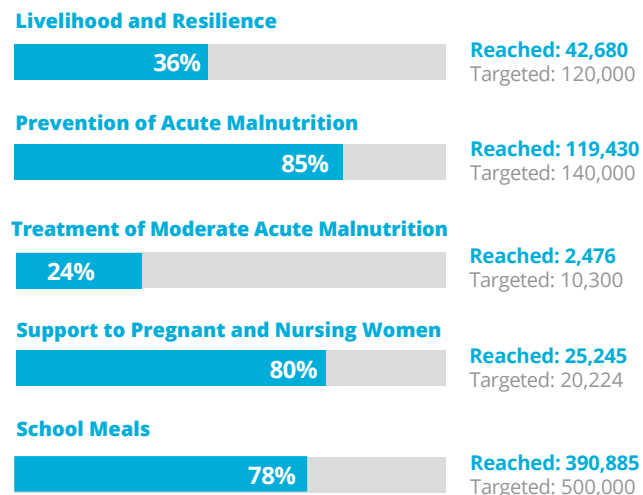 Livelihood and Resilience
36%
Reached: 42,680
Targeted: 120,000
Prevention of Acute Malnutrition
85%
Reached: 119,430
Targeted: 140,000
Treatment of Moderate Acute Malnutrition
24%
Reached: 2,476
Targeted: 10,300
Support to Pregnant and Nursing Women
80%
Reached: 25,245
Targeted: 20,224
School Meals
78%
Reached: 390,885
Targeted: 500,000